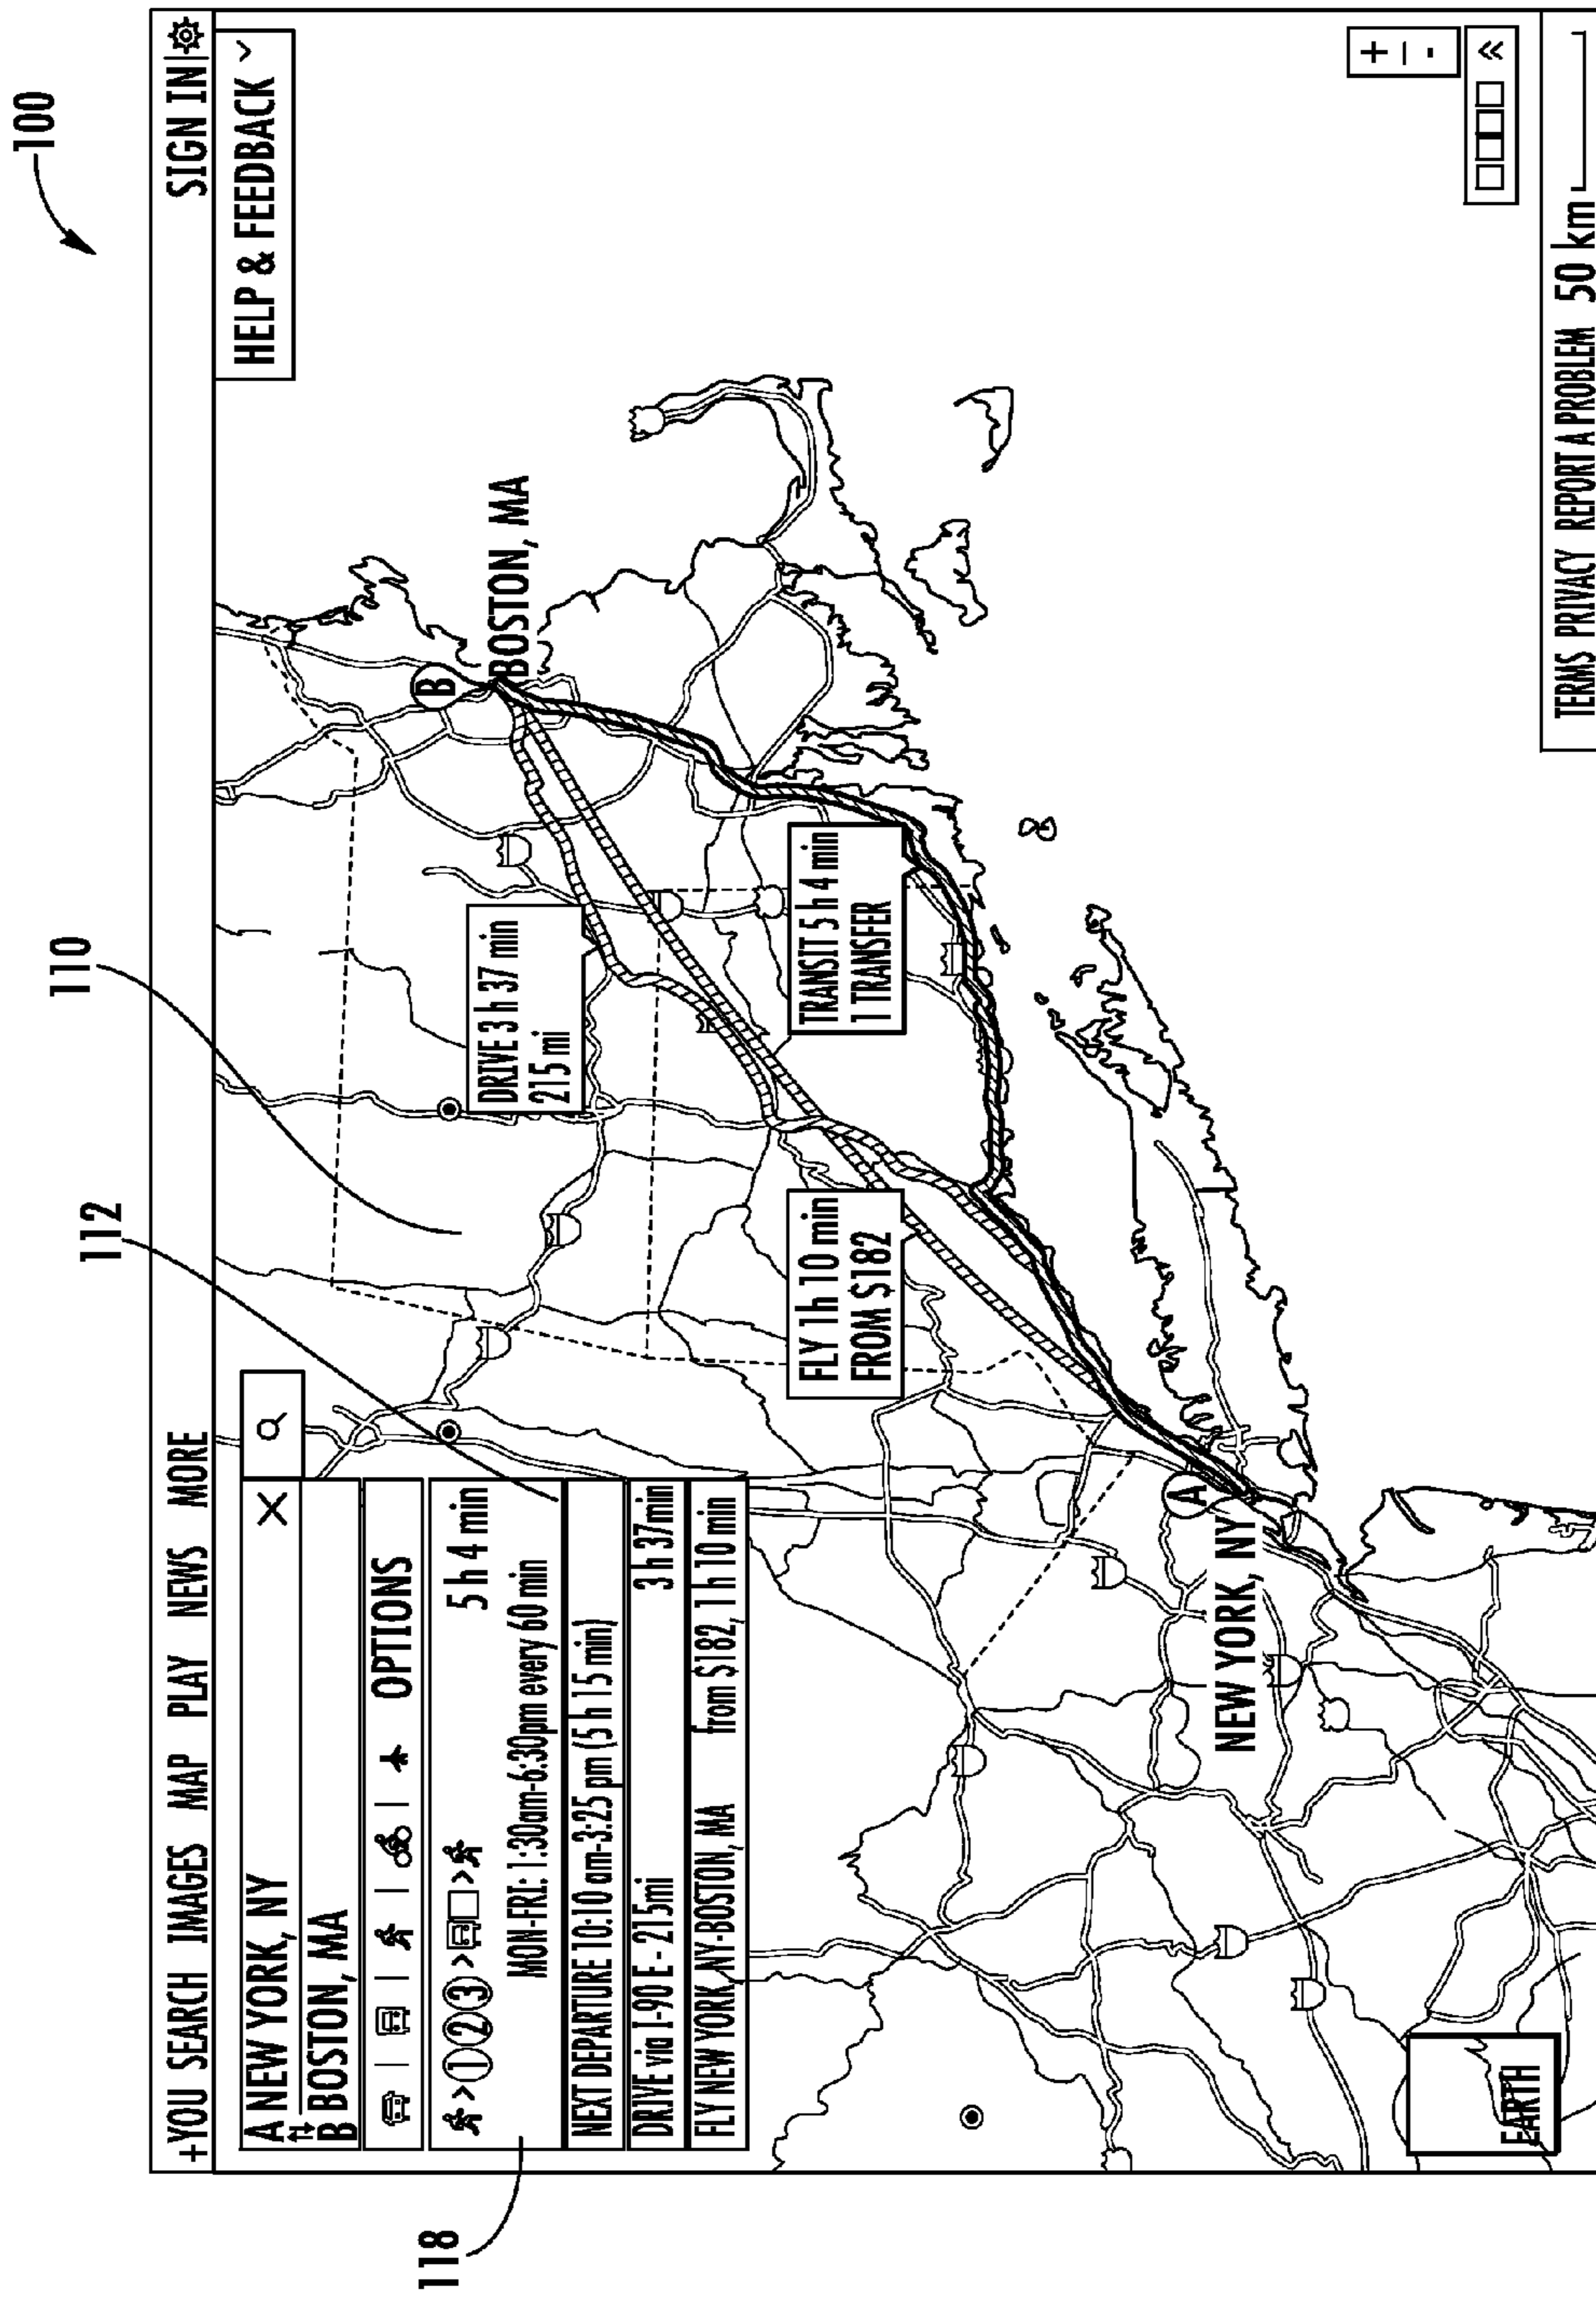 100
+YOU SEARCH IMAGES MAP PLAY NEWS MORE SIGN IN
HELP & FEEDBACK
A NEW YORK, NY X
B BOSTON, MA
OPTIONS
> 1 2 3 > > 5 h 4 min
MON-FRI: 1:30am-6:30pm every 60 min
NEXT DEPARTURE 10:10 am-3:25 pm (5 h 15 min)
DRIVE via I-90 E - 215mi 3 h 37min
FLY NEW YORK, NY-BOSTON, MA from $182, 1 h 10 min
118
112
110
B
BOSTON, MA
DRIVE 3 h 37 min
215 mi
FLY 1h 10 min
FROM $182
TRANSIT 5 h 4 min
1 TRANSFER
A
NEW YORK, NY
+
-
«
EARTH
TERMS PRIVACY REPORT A PROBLEM 50 km